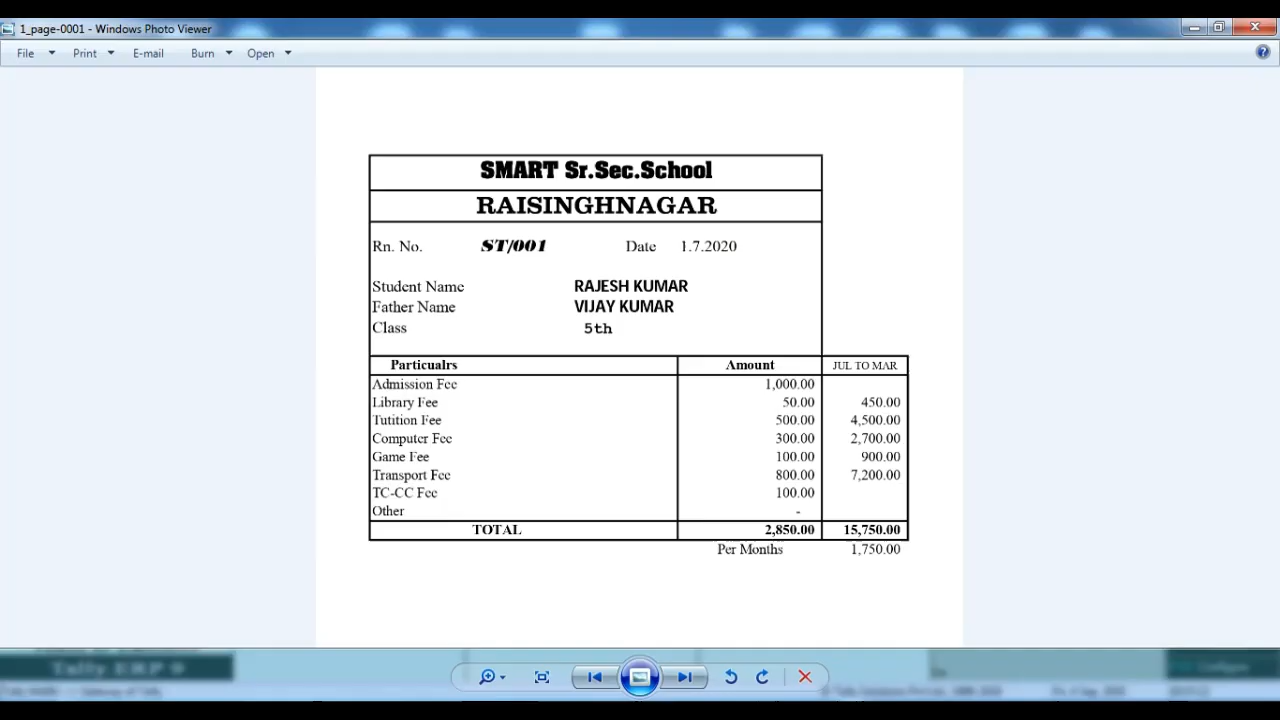 1_page-0001 - Windows Photo Viewer
File Print E-mail Burn Open
SMART Sr.Sec.School
RAISINGHNAGAR
Rn. No. ST/001 Date 1.7.2020
Student Name RAJESH KUMAR
Father Name VIJAY KUMAR
Class 5th
Particualrs Amount JUL TO MAR
Admission Fee 1,000.00
Library Fee 50.00 450.00
Tutition Fee 500.00 4,500.00
Computer Fee 300.00 2,700.00
Game Fee 100.00 900.00
Transport Fee 800.00 7,200.00
TC-CC Fee 100.00
Other -
TOTAL 2,850.00 15,750.00
Per Months 1,750.00
Tally.ERP 9